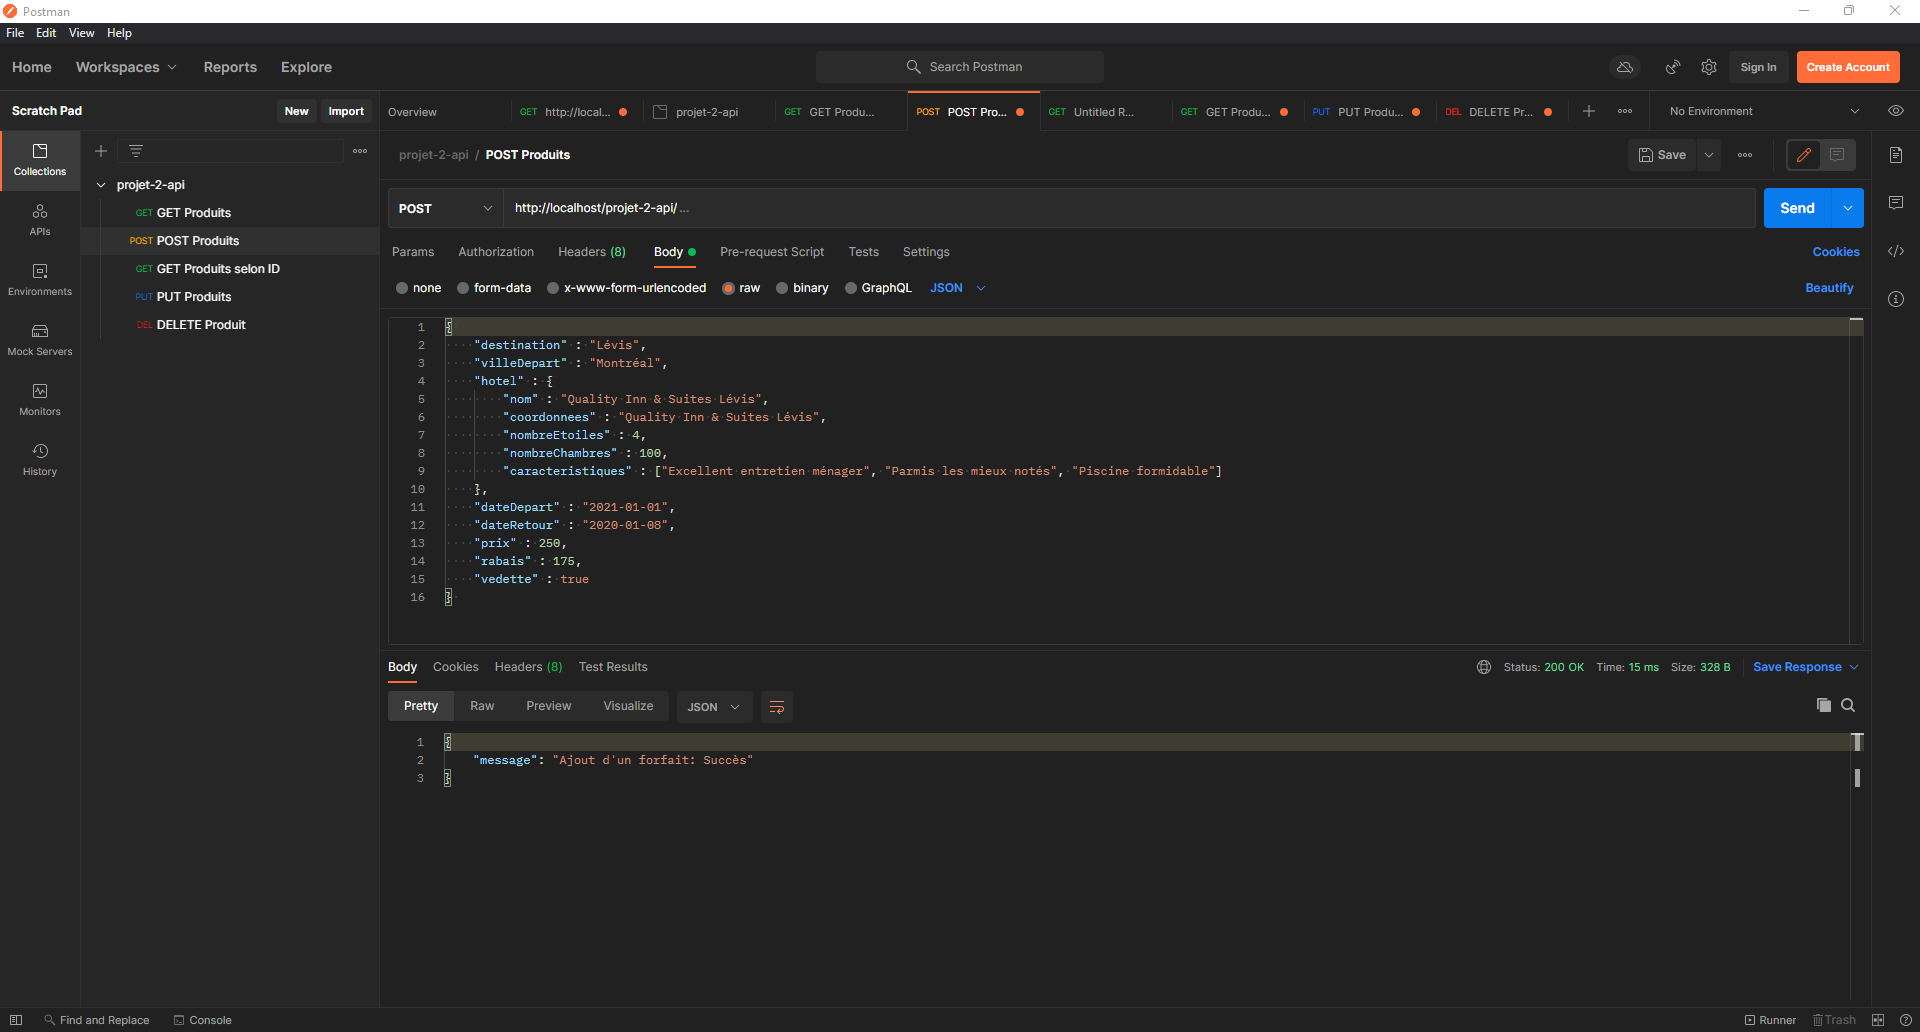 Postman
File Edit View Help
Home Workspaces Reports Explore Search Postman Sign In Create Account
Scratch Pad New Import
Overview GET http://local... projet-2-api GET GET Produ... POST POST Pro... GET Untitled R... GET GET Produ... PUT PUT Produ... DEL DELETE Pr... No Environment
Collections
APIs
Environments
Mock Servers
Monitors
History
projet-2-api
GET GET Produits
POST POST Produits
GET GET Produits selon ID
PUT PUT Produits
DEL DELETE Produit
projet-2-api / POST Produits Save
POST http://localhost/projet-2-api/ ... Send
Params Authorization Headers (8) Body Pre-request Script Tests Settings Cookies
none form-data x-www-form-urlencoded raw binary GraphQL JSON Beautify
1 {
2 "destination" : "Lévis",
3 "villeDepart" : "Montréal",
4 "hotel" : {
5 "nom" : "Quality Inn & Suites Lévis",
6 "coordonnees" : "Quality Inn & Suites Lévis",
7 "nombreEtoiles" : 4,
8 "nombreChambres" : 100,
9 "caracteristiques" : ["Excellent entretien ménager", "Parmis les mieux notés", "Piscine formidable"]
10 },
11 "dateDepart" : "2021-01-01",
12 "dateRetour" : "2020-01-08",
13 "prix" : 250,
14 "rabais" : 175,
15 "vedette" : true
16 }
Body Cookies Headers (8) Test Results Status: 200 OK Time: 15 ms Size: 328 B Save Response
Pretty Raw Preview Visualize JSON
1 {
2 "message": "Ajout d'un forfait: Succès"
3 }
Find and Replace Console Runner Trash